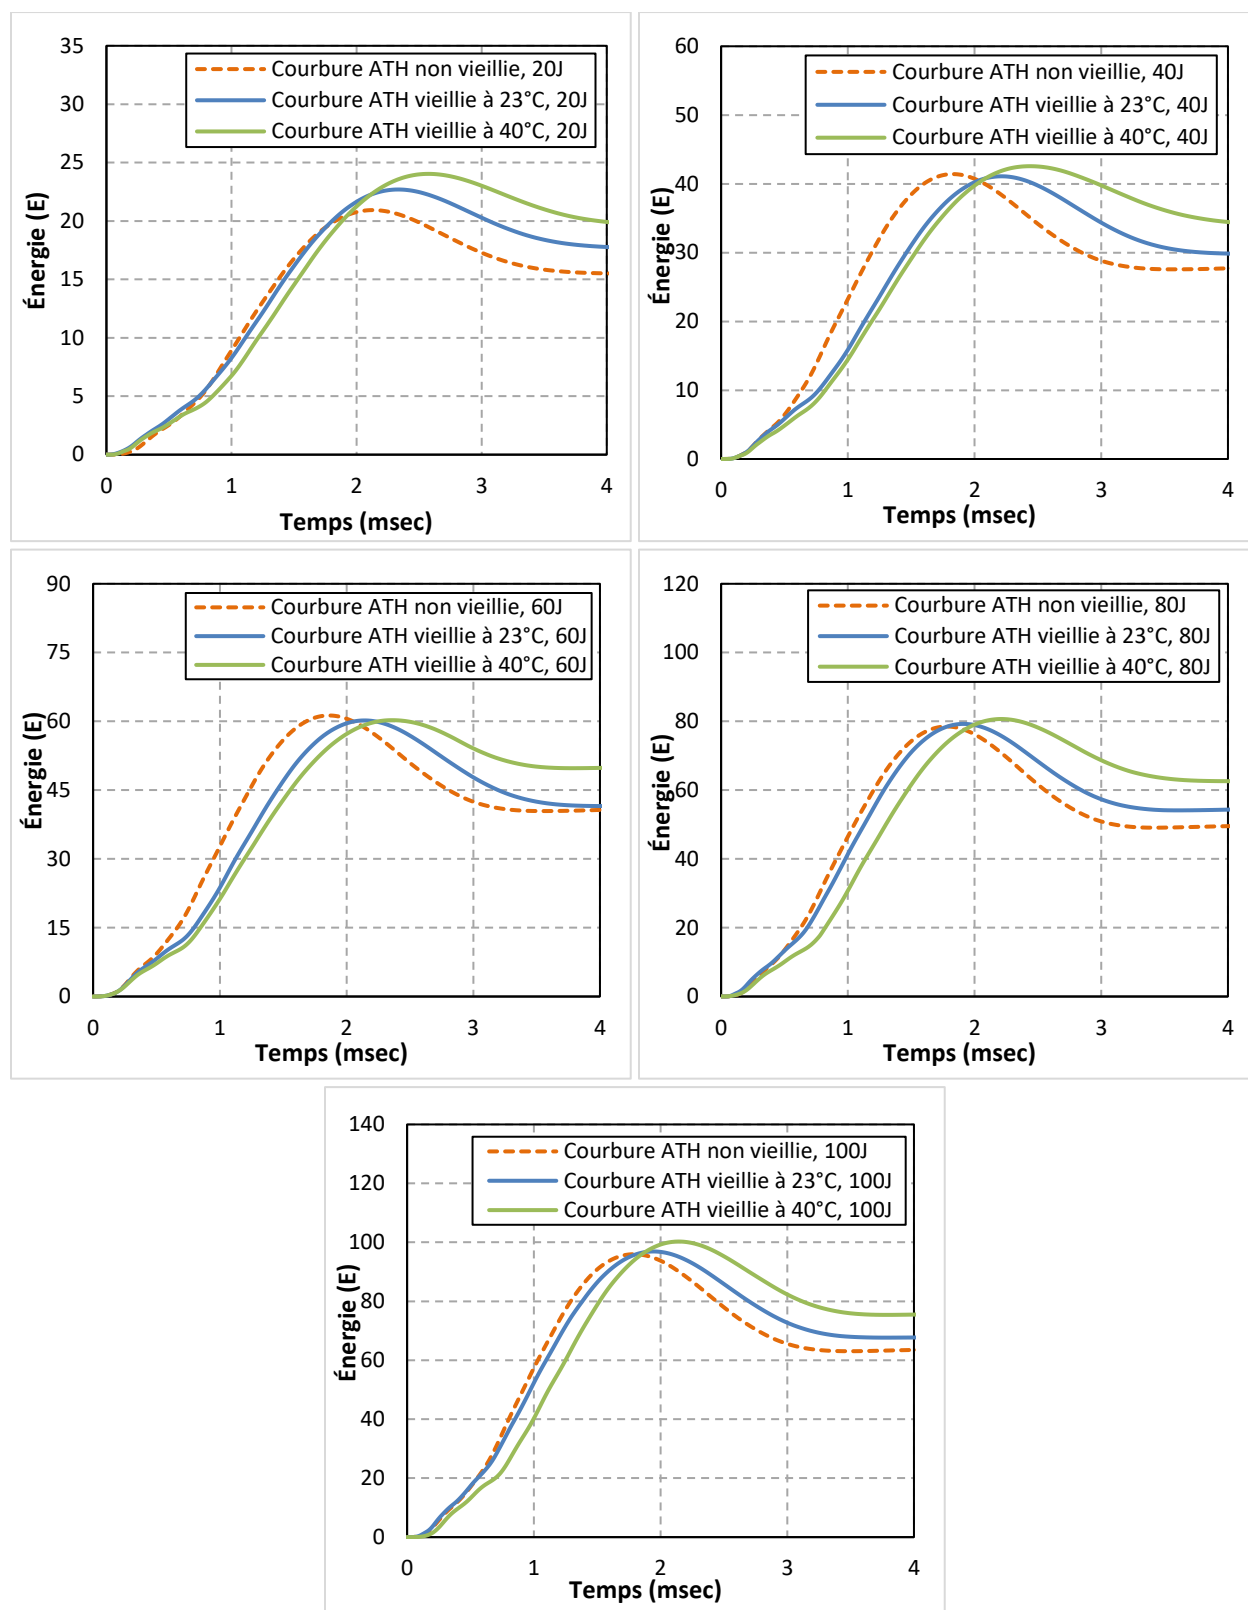 35
30
25
20
15
10
5
0
Énergie (E)
Courbure ATH non vieillie, 20J
Courbure ATH vieillie à 23°C, 20J
Courbure ATH vieillie à 40°C, 20J
0 1 2 3 4
Temps (msec)
60
50
40
30
20
10
0
Énergie (E)
Courbure ATH non vieillie, 40J
Courbure ATH vieillie à 23°C, 40J
Courbure ATH vieillie à 40°C, 40J
0 1 2 3 4
Temps (msec)
90
75
60
45
30
15
0
Énergie (E)
Courbure ATH non vieillie, 60J
Courbure ATH vieillie à 23°C, 60J
Courbure ATH vieillie à 40°C, 60J
0 1 2 3 4
Temps (msec)
120
100
80
60
40
20
0
Énergie (E)
Courbure ATH non vieillie, 80J
Courbure ATH vieillie à 23°C, 80J
Courbure ATH vieillie à 40°C, 80J
0 1 2 3 4
Temps (msec)
140
120
100
80
60
40
20
0
Énergie (E)
Courbure ATH non vieillie, 100J
Courbure ATH vieillie à 23°C, 100J
Courbure ATH vieillie à 40°C, 100J
0 1 2 3 4
Temps (msec)